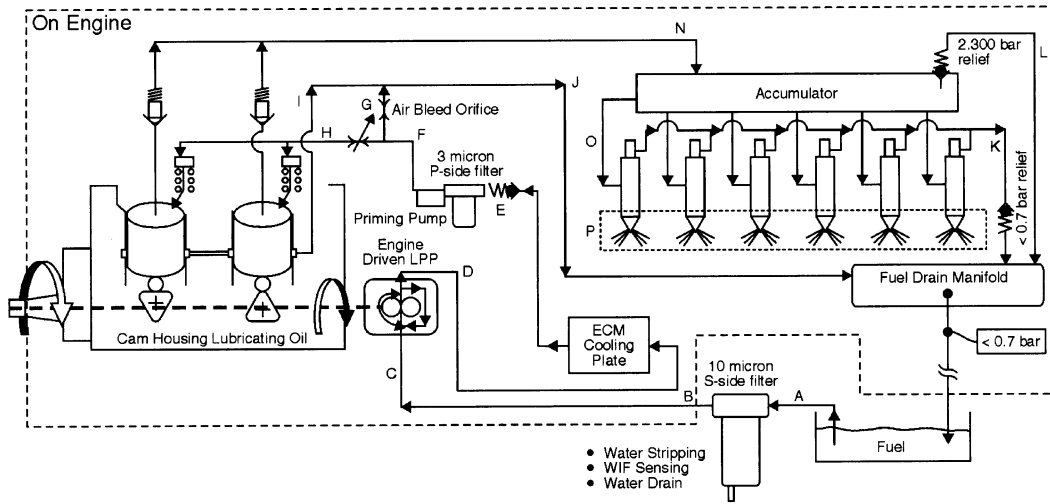 On Engine
N
2.300 bar
relief
L
Accumulator
I
J
G
Air Bleed Orifice
H
F
O
K
3 micron
P-side filter
E
Priming Pump
P
< 0.7 bar relief
Engine
Driven LPP
D
Fuel Drain Manifold
Cam Housing Lubricating Oil
ECM
Cooling
Plate
< 0.7 bar
C
10 micron
S-side filter
B
A
Fuel
• Water Stripping
• WIF Sensing
• Water Drain